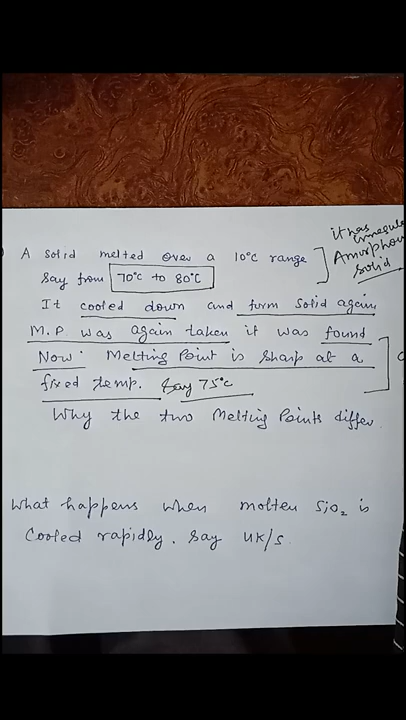 it has
Amorphous
solid
A solid melted over a 10°C range
say from 70°C to 80°C
It cooled down and form solid again
M.P. was again taken it was found
Now: Melting Point is sharp at a
fixed temp. Say 75°C
Why the two Melting Points differ
What happens when molten SiO₂ is
Cooled rapidly. say 4K/s.